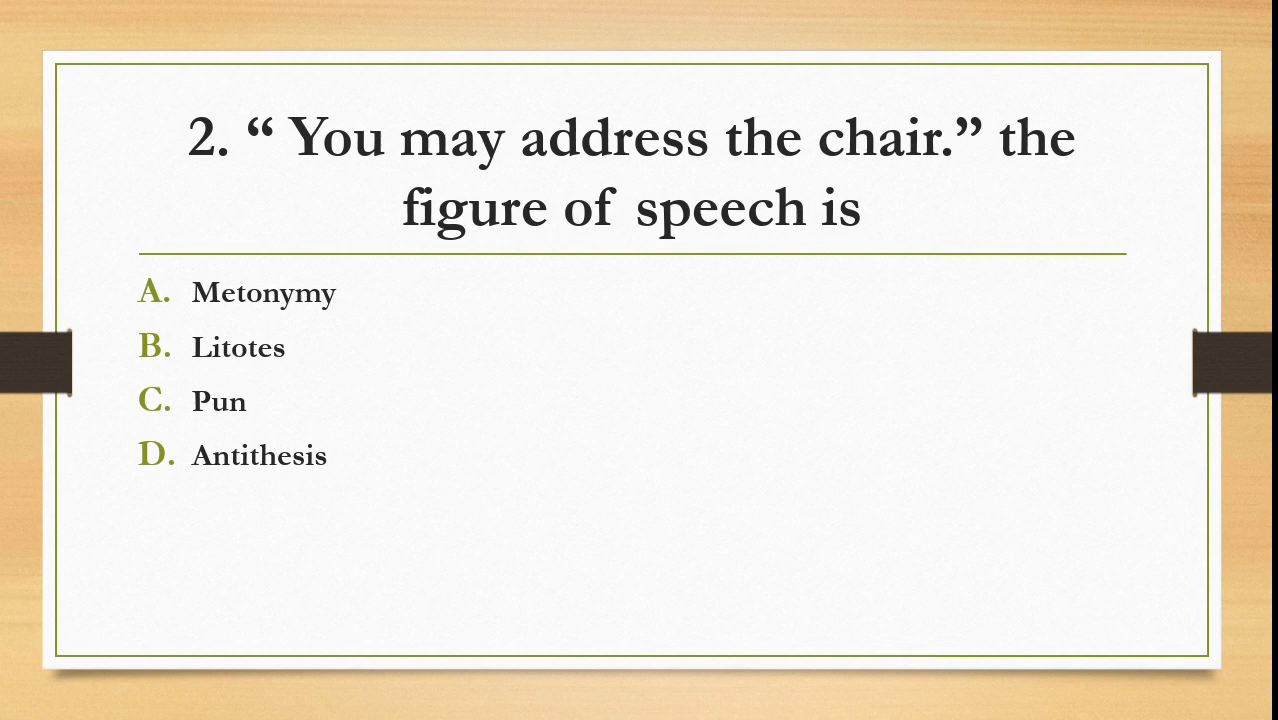 2. “ You may address the chair.” the
figure of speech is
A. Metonymy
B. Litotes
C. Pun
D. Antithesis